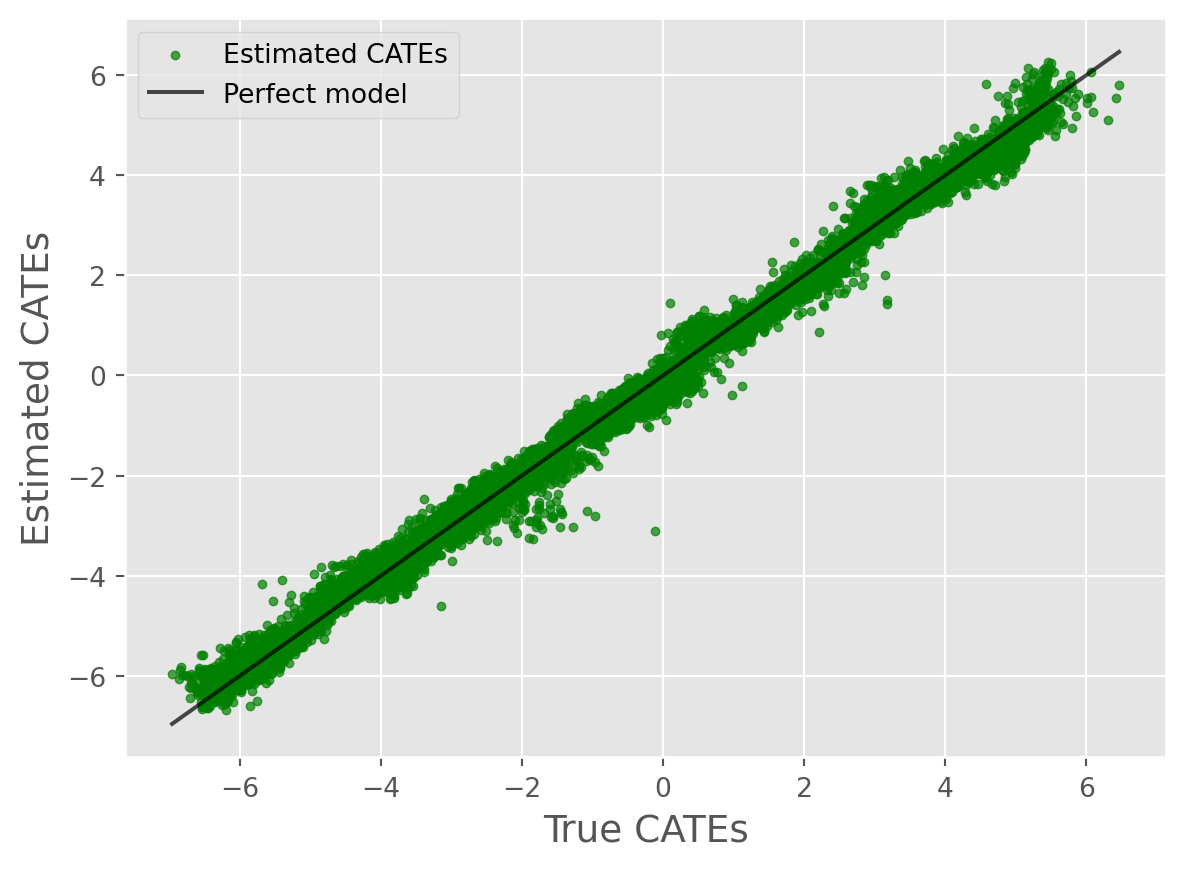 Estimated CATEs
Perfect model
6
4
2
0
−2
−4
−6
Estimated CATEs
−6 −4 −2 0 2 4 6
True CATEs